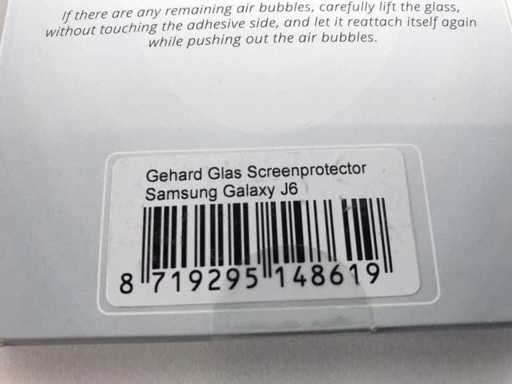 If there are any remaining air bubbles, carefully lift the glass,
without touching the adhesive side, and let it reattach itself again
while pushing out the air bubbles.
Gehard Glas Screenprotector
Samsung Galaxy J6
8 719295 148619